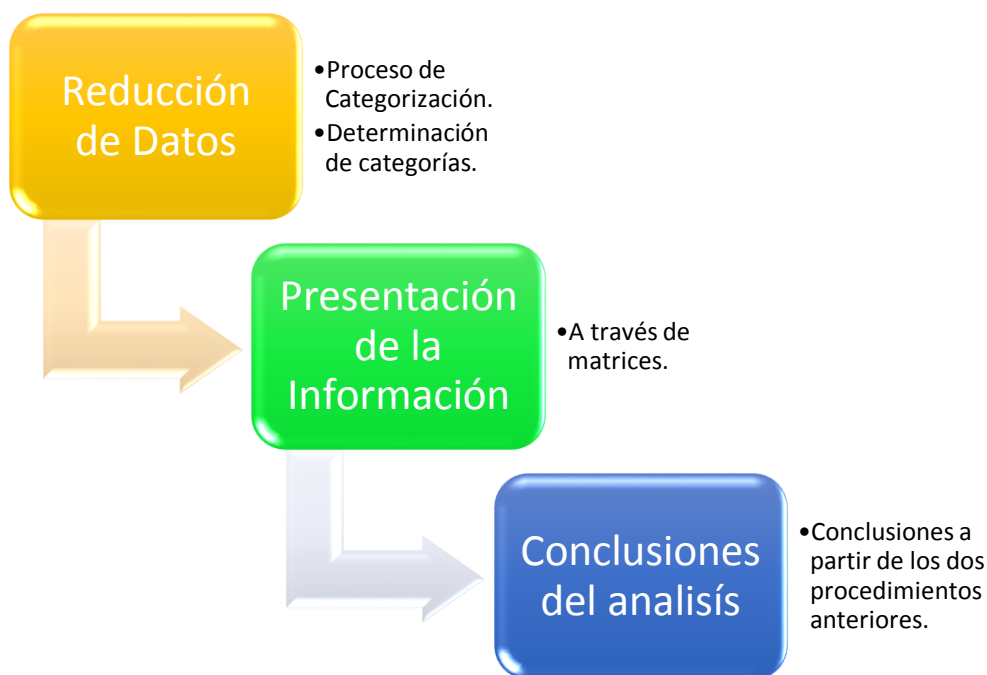 Reducción
de Datos
•Proceso de
Categorización.
•Determinación
de categorías.
Presentación
de la
Información
•A través de
matrices.
Conclusiones
del analisís
•Conclusiones a
partir de los dos
procedimientos
anteriores.